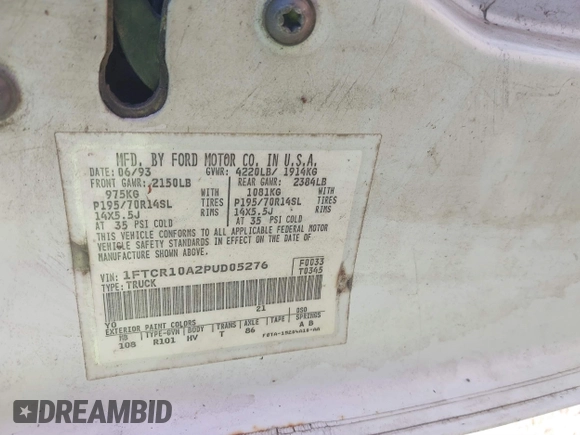 MFD. BY FORD MOTOR CO. IN U.S.A.
DATE: 06/93 GVWR: 4220LB/ 1914KG
FRONT GAWR: 2150LB REAR GAWR: 2384LB
975KG WITH 1081KG WITH
P195/70R14SL TIRES P195/70R14SL TIRES
14X5.5J RIMS 14X5.5J RIMS
AT 35 PSI COLD AT 35 PSI COLD
THIS VEHICLE CONFORMS TO ALL APPLICABLE FEDERAL MOTOR
VEHICLE SAFETY STANDARDS IN EFFECT ON THE DATE OF
MANUFACTURE SHOWN ABOVE.
VIN: 1FTCR10A2PUD05276 F0033
TYPE: TRUCK T0345
21
YO DSO
EXTERIOR PAINT COLORS
WB TYPE-GVW BODY TRANS AXLE TAPE SPRINGS
108 R101 HV T 86 A B
DREAMBID